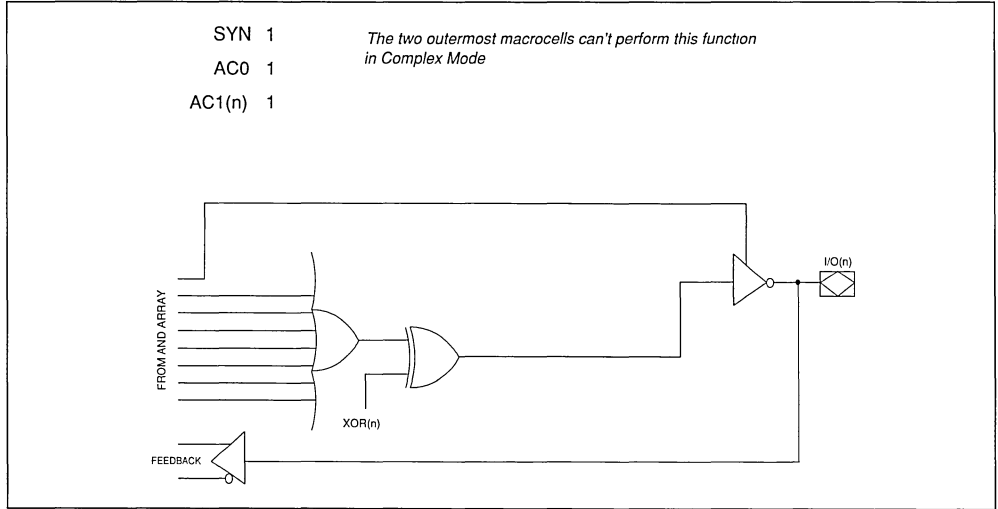 SYN 1
The two outermost macrocells can't perform this function
in Complex Mode
AC0 1
AC1(n) 1
I/O(n)
FROM AND ARRAY
XOR(n)
FEEDBACK